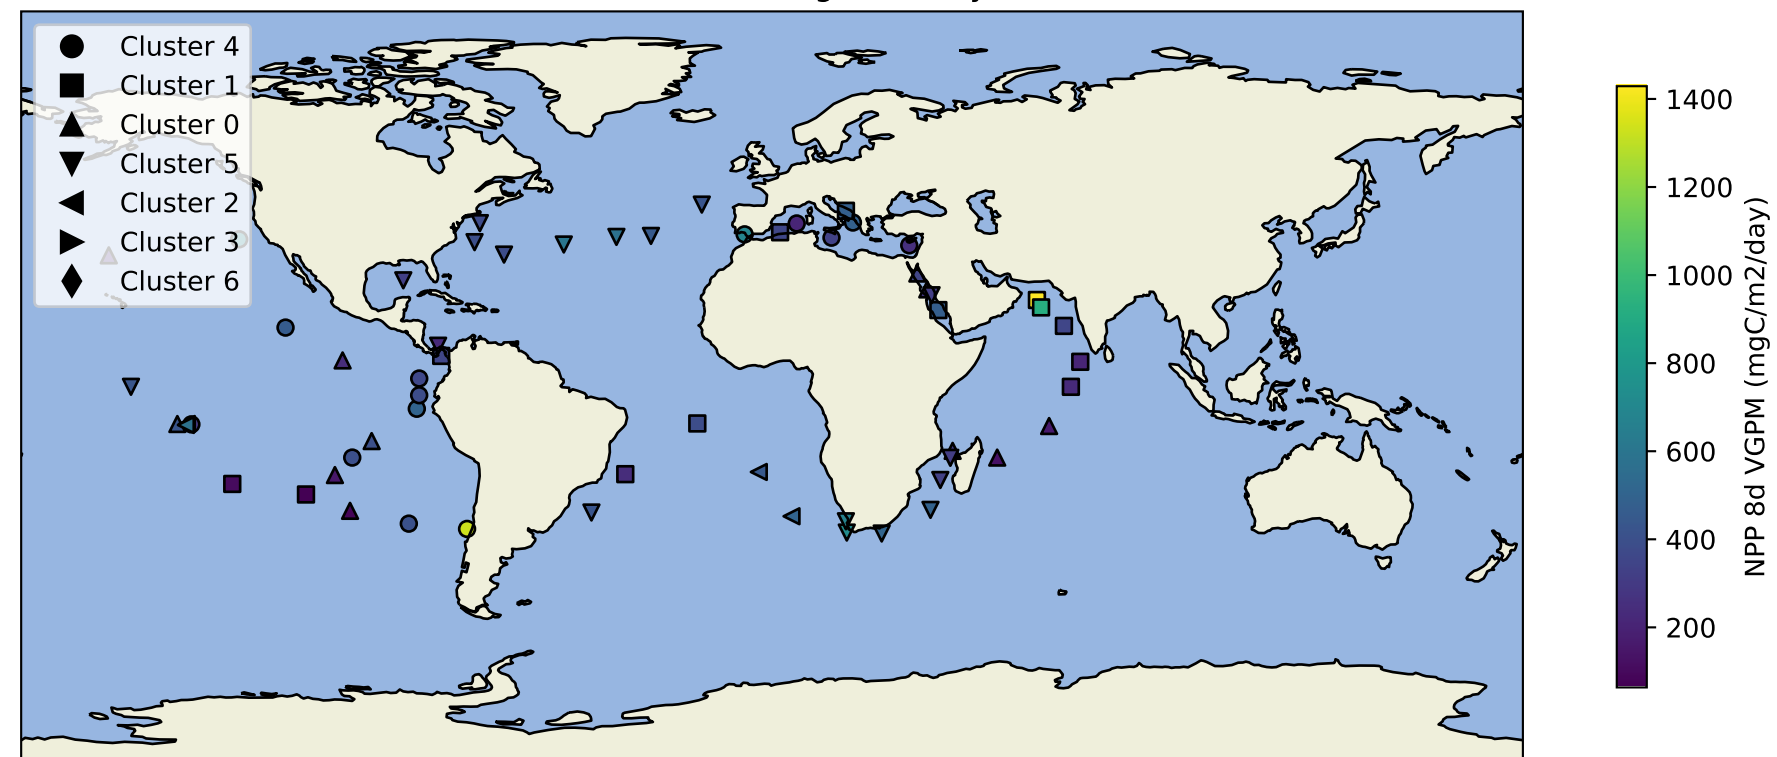 Cluster 4
Cluster 1
Cluster 0
Cluster 5
Cluster 2
Cluster 3
Cluster 6
1400
1200
1000
800
600
400
200
NPP 8d VGPM (mgC/m2/day)